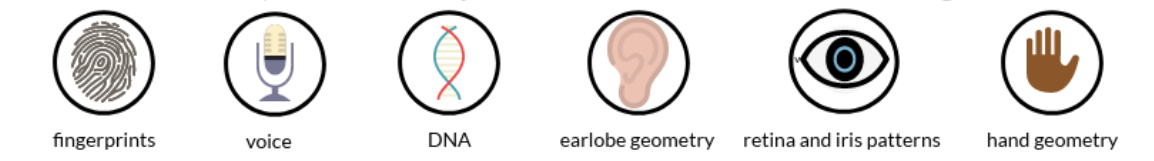 fingerprints
voice
DNA
earlobe geometry
retina and iris patterns
hand geometry